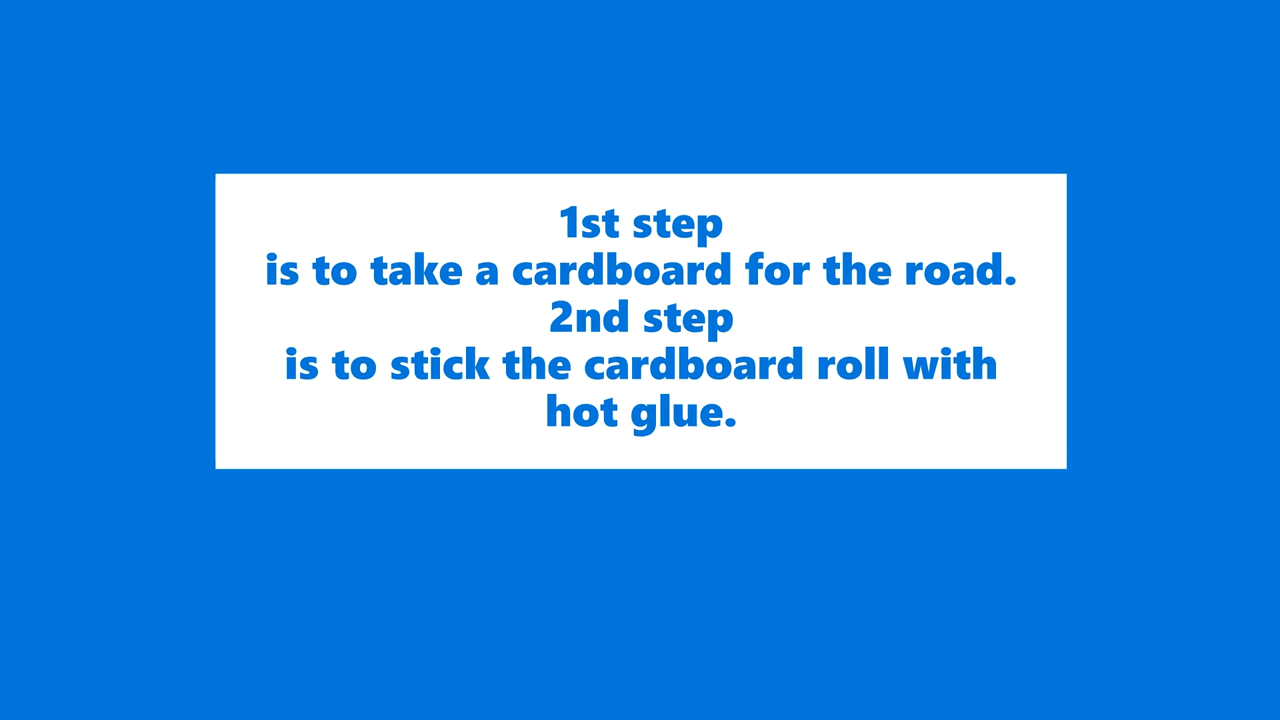 1st step
is to take a cardboard for the road.
2nd step
is to stick the cardboard roll with
hot glue.